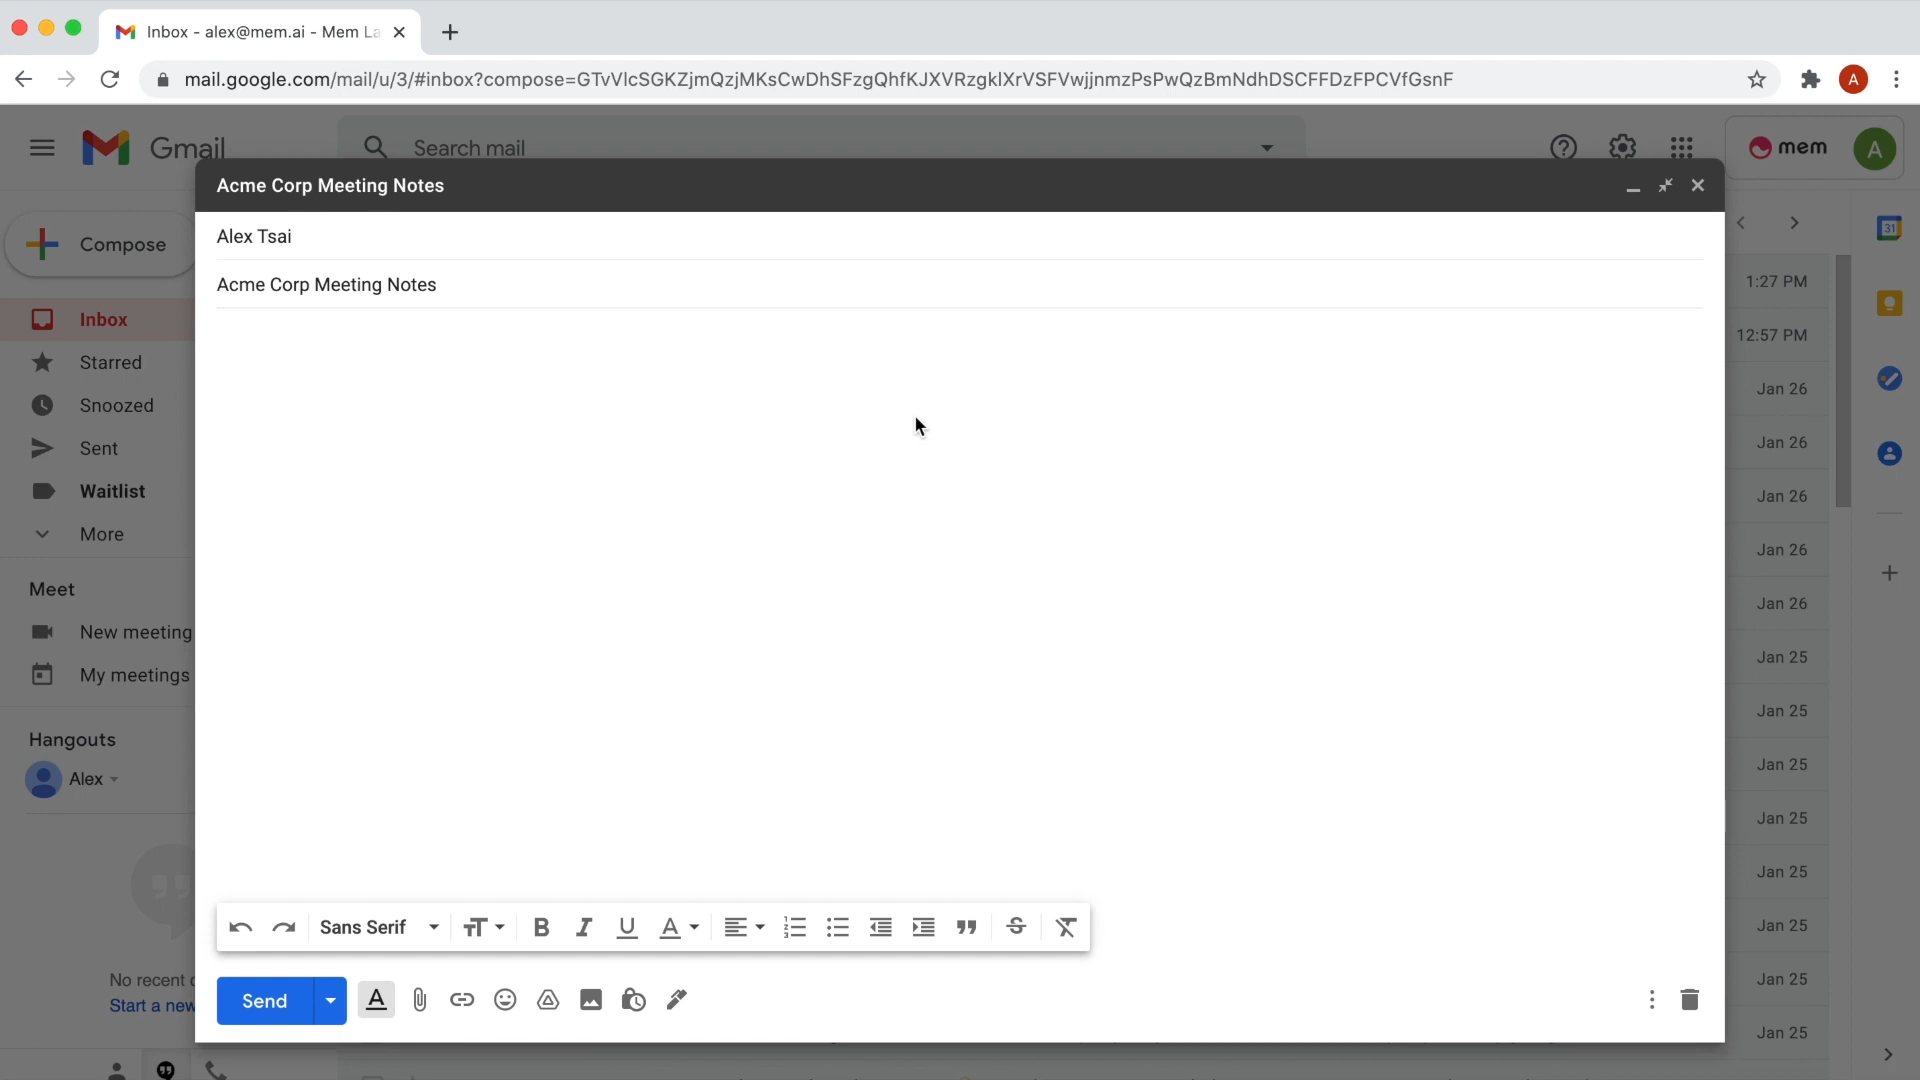 Inbox - alex@mem.ai - Mem La
mail.google.com/mail/u/3/#inbox?compose=GTvVlcSGKZjmQzjMKsCwDhSFzgQhfKJXVRzgklXrVSFVwjjnmzPsPwQzBmNdhDSCFFDzFPCVfGsnF
A
Gmail
Search mail
mem
A
Acme Corp Meeting Notes
Alex Tsai
Acme Corp Meeting Notes
Compose
Inbox
Starred
Snoozed
Sent
Waitlist
More
Meet
New meeting
My meetings
Hangouts
Alex
No recent c
Start a new
1:27 PM
12:57 PM
Jan 26
Jan 26
Jan 26
Jan 26
Jan 26
Jan 25
Jan 25
Jan 25
Jan 25
Jan 25
Jan 25
Jan 25
Jan 25
31
Sans Serif
Send